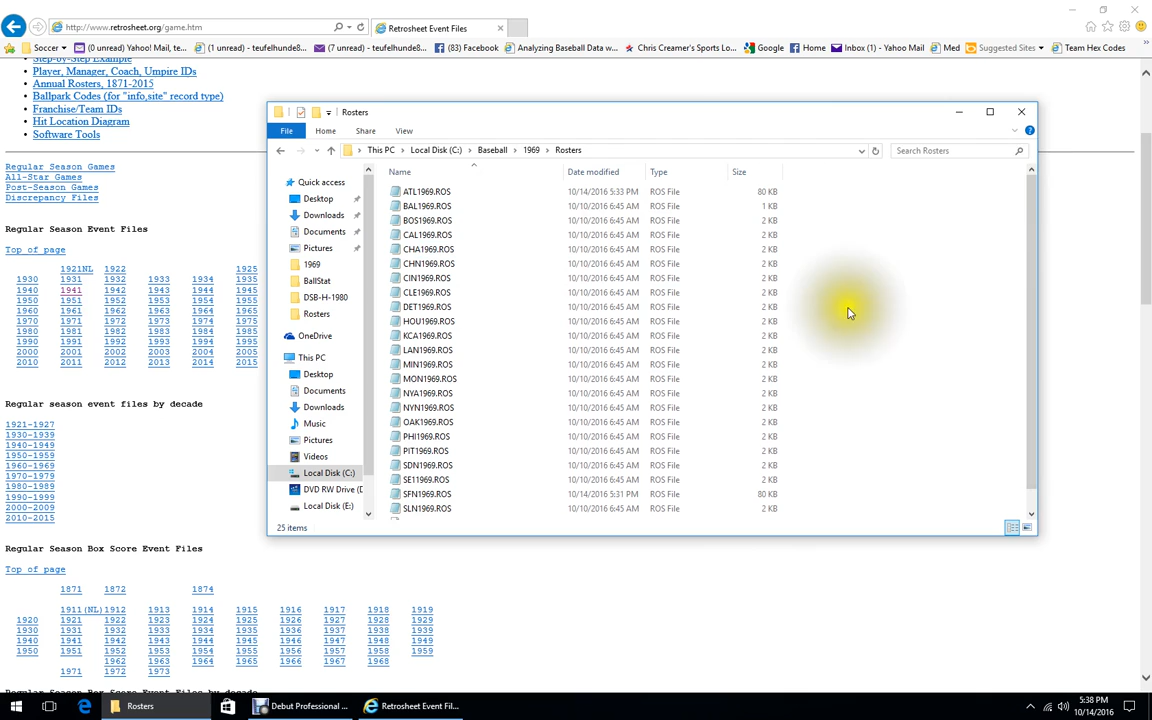 http://www.retrosheet.org/game.htm
Retrosheet Event Files
Soccer
(0 unread) Yahoo! Mail, te...
(1 unread) - teufelhunde8...
(7 unread) - teufelhunde8...
(83) Facebook
Analyzing Baseball Data w...
Chris Creamer's Sports Lo...
Google
Home
Inbox (1) - Yahoo Mail
Med
Suggested Sites
Team Hex Codes
Step-by-Step Example
Player, Manager, Coach, Umpire IDs
Annual Rosters, 1871-2015
Ballpark Codes (for "info,site" record type)
Franchise/Team IDs
Hit Location Diagram
Software Tools
Regular Season Games
All-Star Games
Post-Season Games
Discrepancy Files
Regular Season Event Files
Top of page
1921NL 1922 1925
1930 1931 1932 1933 1934 1935
1940 1941 1942 1943 1944 1945
1950 1951 1952 1953 1954 1955
1960 1961 1962 1963 1964 1965
1970 1971 1972 1973 1974 1975
1980 1981 1982 1983 1984 1985
1990 1991 1992 1993 1994 1995
2000 2001 2002 2003 2004 2005
2010 2011 2012 2013 2014 2015
Regular season event files by decade
1921-1927
1930-1939
1940-1949
1950-1959
1960-1969
1970-1979
1980-1989
1990-1999
2000-2009
2010-2015
Regular Season Box Score Event Files
Top of page
1871 1872 1874
1911(NL) 1912 1913 1914 1915 1916 1917 1918 1919
1920 1921 1922 1923 1924 1925 1926 1927 1928 1929
1930 1931 1932 1933 1934 1935 1936 1937 1938 1939
1940 1941 1942 1943 1944 1945 1946 1947 1948 1949
1950 1951 1952 1953 1954 1955 1956 1957 1958 1959
1962 1963 1964 1965 1966 1967 1968
1971 1972 1973
Regular Season Box Score Event Files by decade
Rosters
File Home Share View
This PC > Local Disk (C:) > Baseball > 1969 > Rosters
Search Rosters
Quick access
Desktop
Downloads
Documents
Pictures
1969
BallStat
DSB-H-1980
Rosters
OneDrive
This PC
Desktop
Documents
Downloads
Music
Pictures
Videos
Local Disk (C:)
DVD RW Drive (D
Local Disk (E:)
Name Date modified Type Size
ATL1969.ROS 10/14/2016 5:33 PM ROS File 80 KB
BAL1969.ROS 10/10/2016 6:45 AM ROS File 1 KB
BOS1969.ROS 10/10/2016 6:45 AM ROS File 2 KB
CAL1969.ROS 10/10/2016 6:45 AM ROS File 2 KB
CHA1969.ROS 10/10/2016 6:45 AM ROS File 2 KB
CHN1969.ROS 10/10/2016 6:45 AM ROS File 2 KB
CIN1969.ROS 10/10/2016 6:45 AM ROS File 2 KB
CLE1969.ROS 10/10/2016 6:45 AM ROS File 2 KB
DET1969.ROS 10/10/2016 6:45 AM ROS File 2 KB
HOU1969.ROS 10/10/2016 6:45 AM ROS File 2 KB
KCA1969.ROS 10/10/2016 6:45 AM ROS File 2 KB
LAN1969.ROS 10/10/2016 6:45 AM ROS File 2 KB
MIN1969.ROS 10/10/2016 6:45 AM ROS File 2 KB
MON1969.ROS 10/10/2016 6:45 AM ROS File 2 KB
NYA1969.ROS 10/10/2016 6:45 AM ROS File 2 KB
NYN1969.ROS 10/10/2016 6:45 AM ROS File 2 KB
OAK1969.ROS 10/10/2016 6:45 AM ROS File 2 KB
PHI1969.ROS 10/10/2016 6:45 AM ROS File 2 KB
PIT1969.ROS 10/10/2016 6:45 AM ROS File 2 KB
SDN1969.ROS 10/10/2016 6:45 AM ROS File 2 KB
SE11969.ROS 10/10/2016 6:45 AM ROS File 2 KB
SFN1969.ROS 10/14/2016 5:31 PM ROS File 80 KB
SLN1969.ROS 10/10/2016 6:45 AM ROS File 2 KB
25 items
Rosters
Debut Professional ...
Retrosheet Event Fil...
5:38 PM
10/14/2016